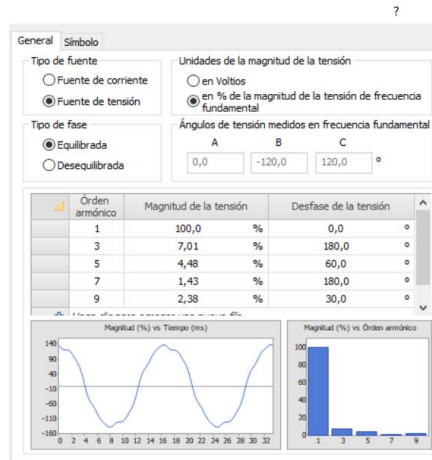 ?
General Símbolo
Tipo de fuente
Fuente de corriente
Fuente de tensión
Unidades de la magnitud de la tensión
en Voltios
en % de la magnitud de la tensión de frecuencia
fundamental
Tipo de fase
Equilibrada
Desequilibrada
Ángulos de tensión medidos en frecuencia fundamental
A B C
0,0 -120,0 120,0 º
Órden
armónico Magnitud de la tensión Desfase de la tensión
1 100,0 % 0,0 º
3 7,01 % 180,0 º
5 4,48 % 60,0 º
7 1,43 % 180,0 º
9 2,38 % 30,0 º
Magnitud (%) vs Tiempo (ms)
140
90
40
-10
-60
-110
-160
0 2 4 6 8 10 12 14 16 18 20 22 24 26 28 30 32
Magnitud (%) vs Órden armónico
100
80
60
40
20
0
1 3 5 7 9